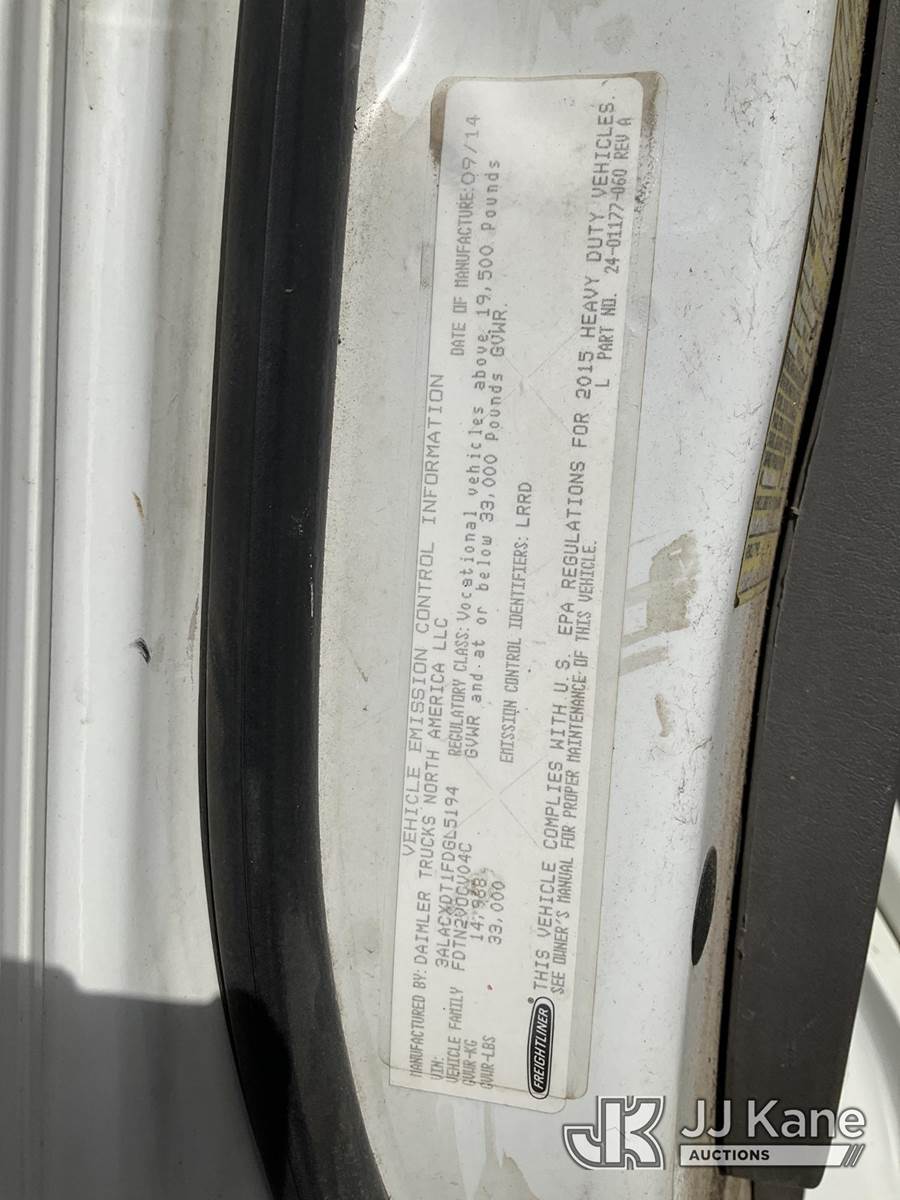 VEHICLE EMISSION CONTROL INFORMATION
MANUFACTURED BY: DAIMLER TRUCKS NORTH AMERICA LLC
DATE OF MANUFACTURE: 09/14
VIN: 3ALACXDT1FDGL5194
REGULATORY CLASS: Vocational vehicles above 19,500 pounds
VEHICLE FAMILY FDTN2VOCV04C
GVWR and at or below 33,000 Pounds GVWR.
GVWR-KG 14,968
GVWR-LBS 33,000
EMISSION CONTROL IDENTIFIERS: LRRD
FREIGHTLINER ® THIS VEHICLE COMPLIES WITH U.S. EPA REGULATIONS FOR 2015 HEAVY DUTY VEHICLES.
SEE OWNER'S MANUAL FOR PROPER MAINTENANCE OF THIS VEHICLE.
L PART NO. 24-01177-060 REV A
JK JJ Kane
AUCTIONS